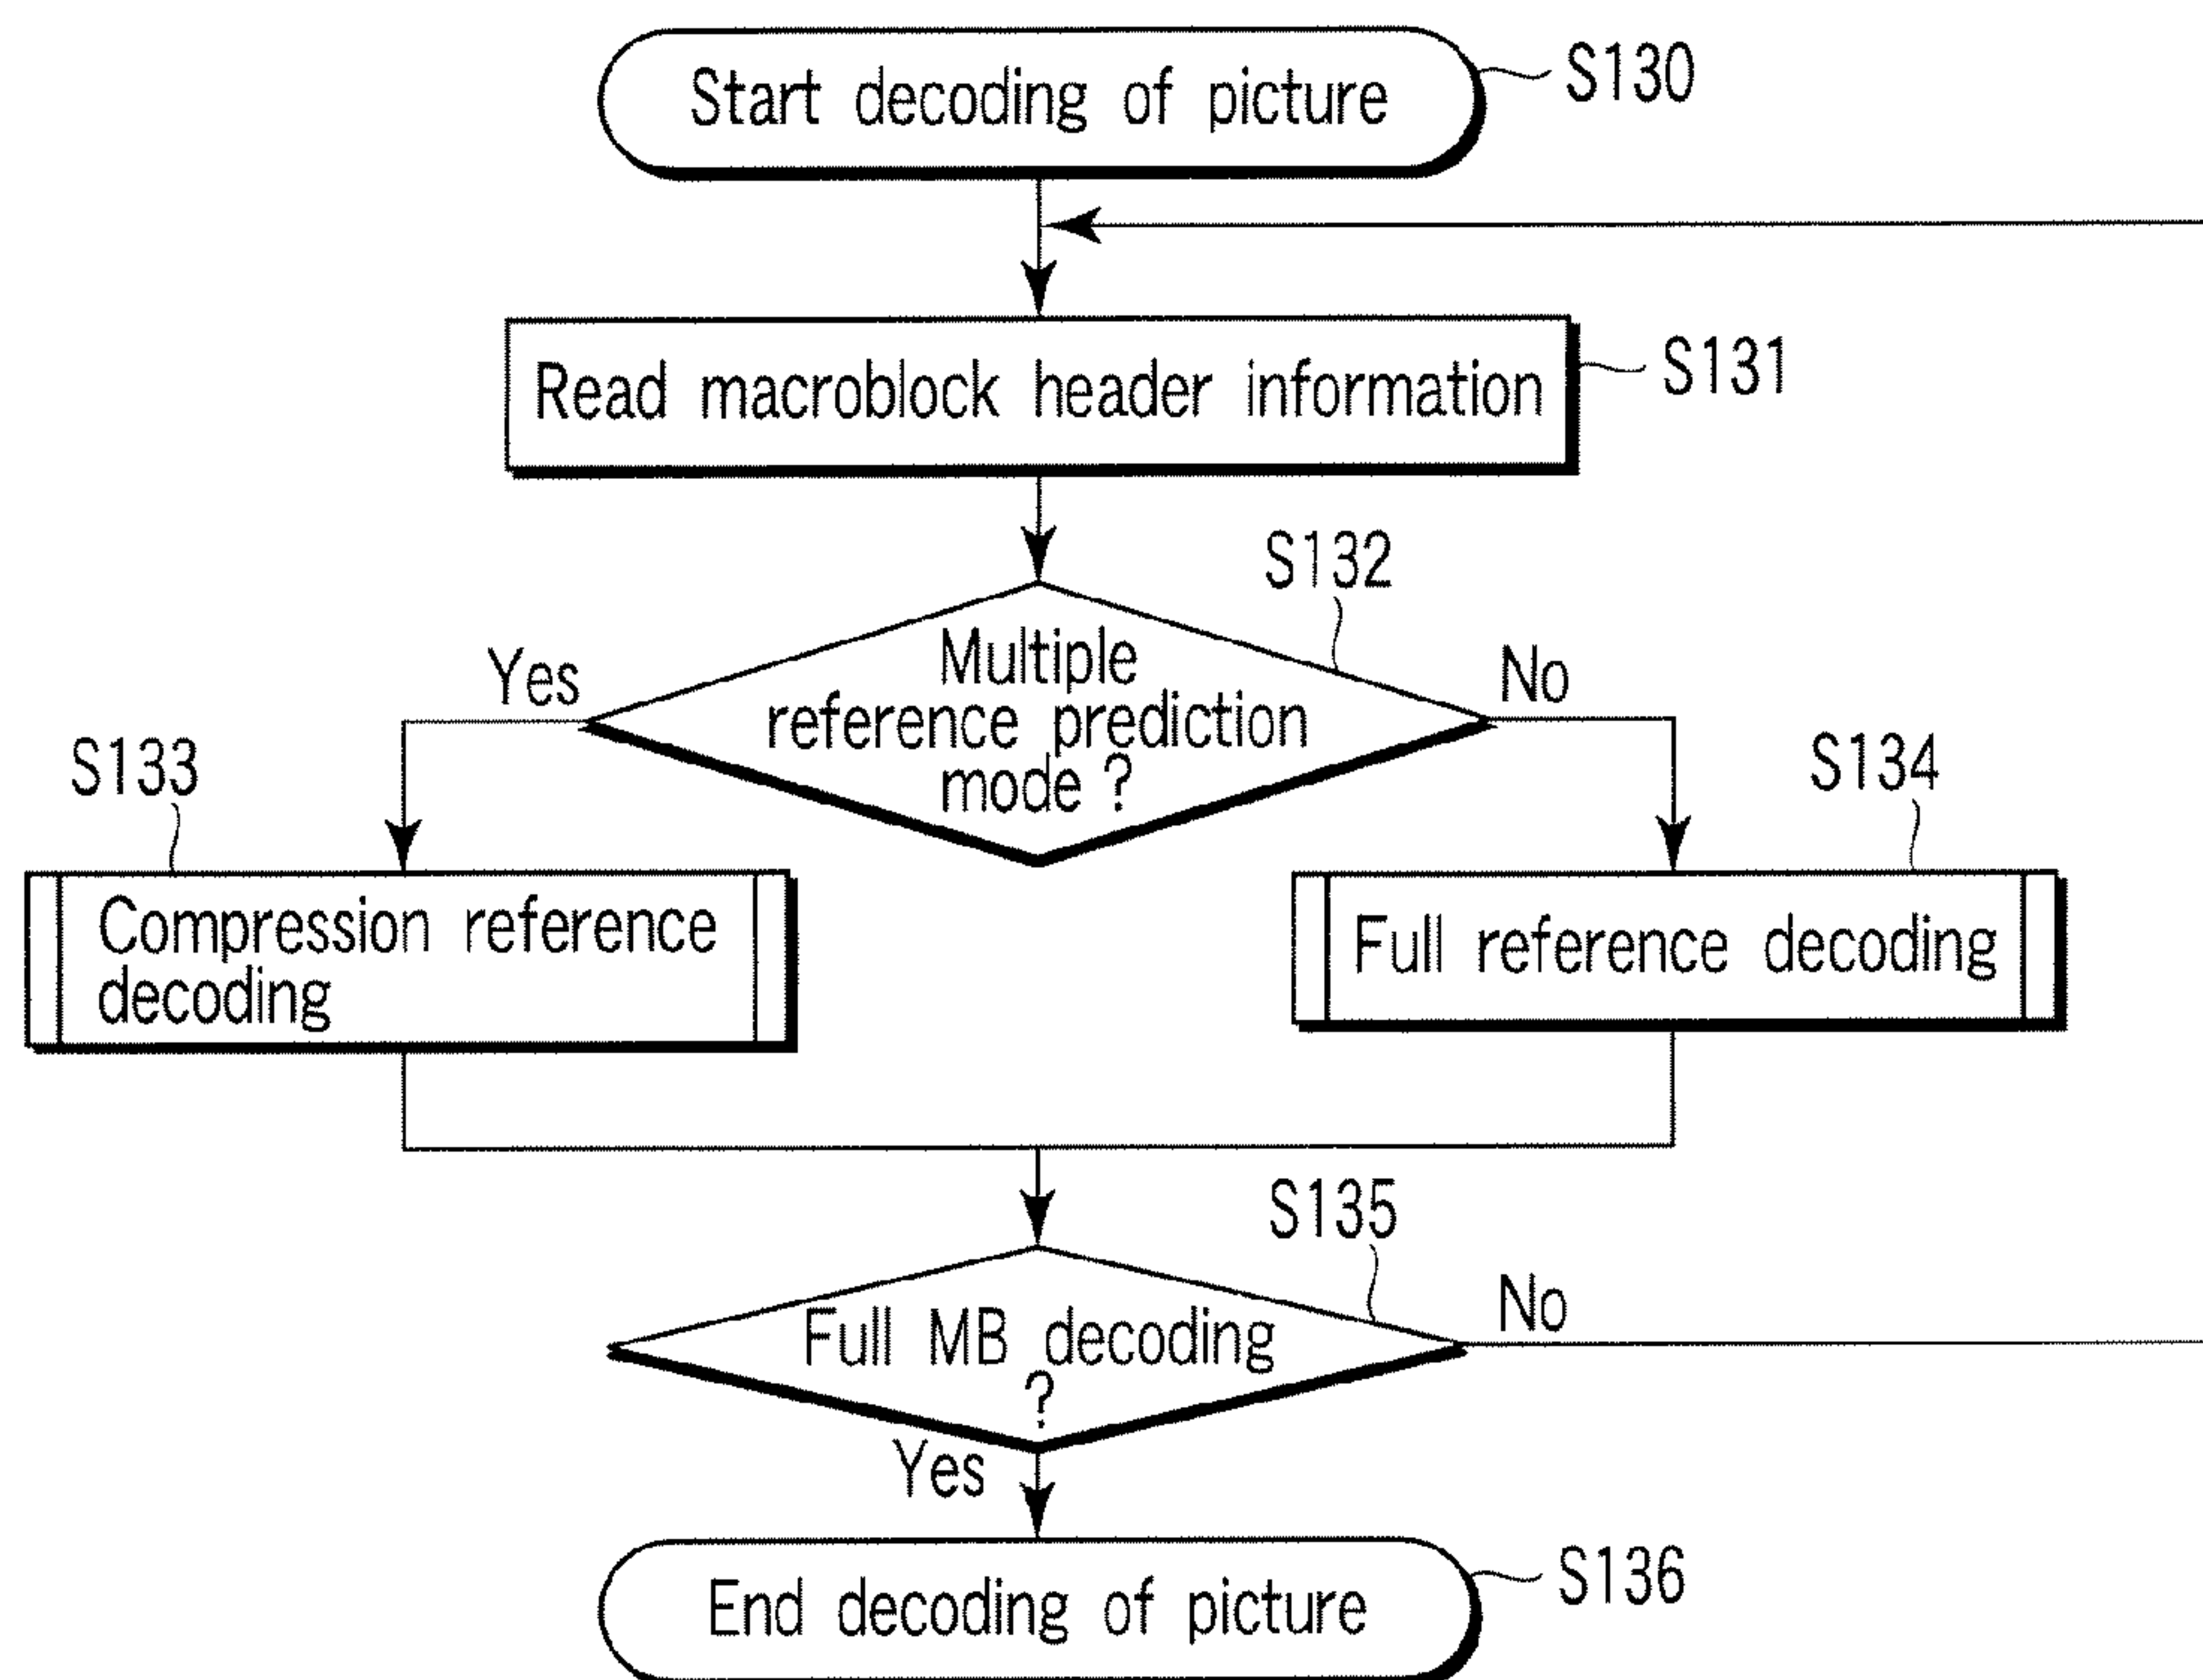 Start decoding of picture
S130
Read macroblock header information
S131
S132
Multiple
reference prediction
mode ?
Yes
No
S133
S134
Compression reference
decoding
Full reference decoding
S135
Full MB decoding
?
No
Yes
End decoding of picture
S136